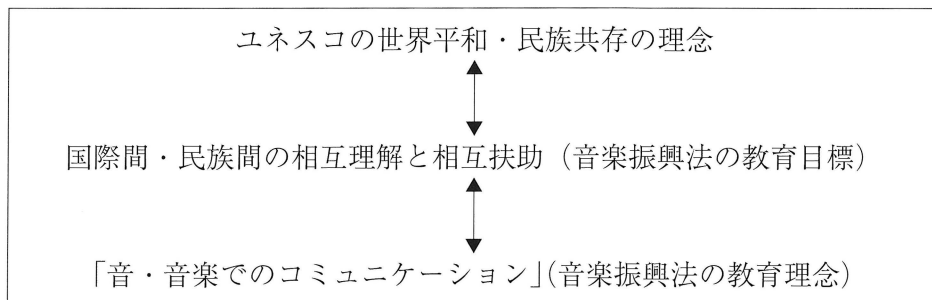 ユネスコの世界平和・民族共存の理念
国際間・民族間の相互理解と相互扶助（音楽振興法の教育目標）
「音・音楽でのコミュニケーション」(音楽振興法の教育理念)